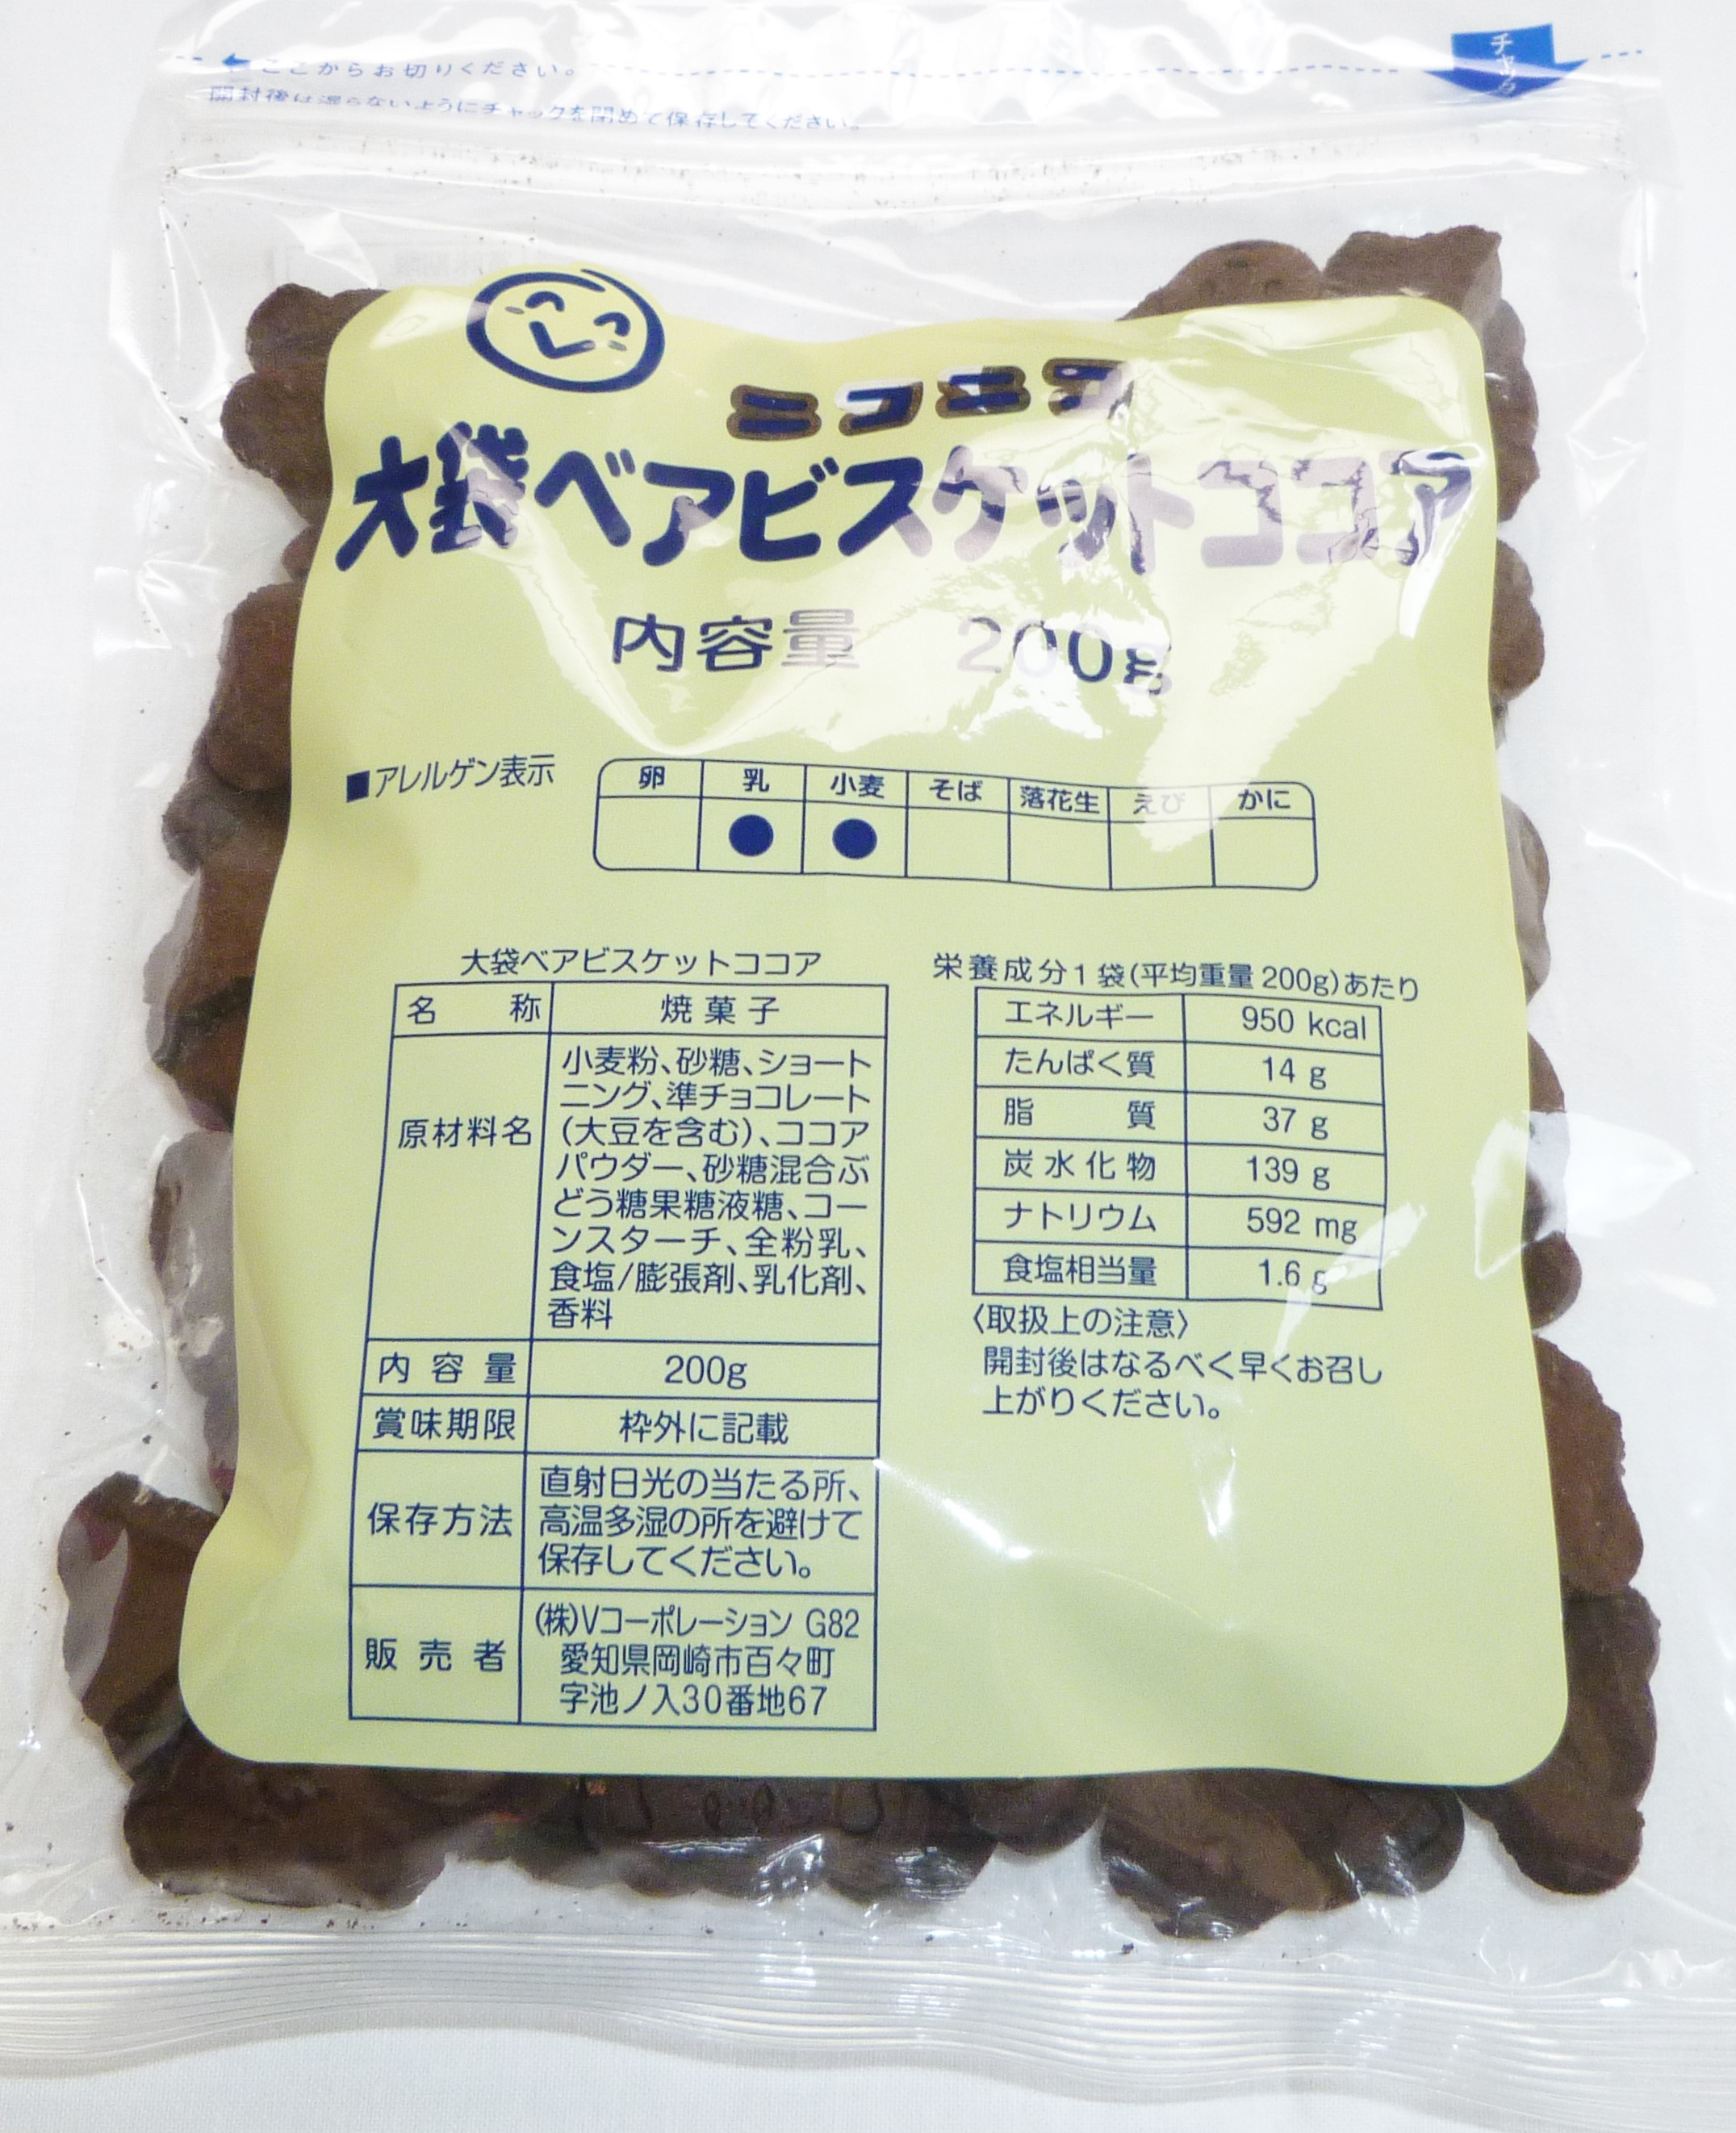 ここからお切りください。
開封後は湿らないようにチャックを閉めて保存してください。
チャック
ニコニア
大袋ベアビスケットココア
内容量 200g
■アレルゲン表示
卵 乳 小麦 そば 落花生 えび かに
● ●
大袋ベアビスケットココア
名称 焼菓子
原材料名
小麦粉、砂糖、ショート
ニング、準チョコレート
(大豆を含む)、ココア
パウダー、砂糖混合ぶ
どう糖果糖液糖、コー
ンスターチ、全粉乳、
食塩/膨張剤、乳化剤、
香料
内容量 200g
賞味期限 枠外に記載
保存方法
直射日光の当たる所、
高温多湿の所を避けて
保存してください。
販売者
(株)Vコーポレーション G82
愛知県岡崎市百々町
字池ノ入30番地67
栄養成分1袋(平均重量200g)あたり
エネルギー 950 kcal
たんぱく質 14 g
脂質 37 g
炭水化物 139 g
ナトリウム 592 mg
食塩相当量 1.6 g
〈取扱上の注意〉
開封後はなるべく早くお召し
上がりください。